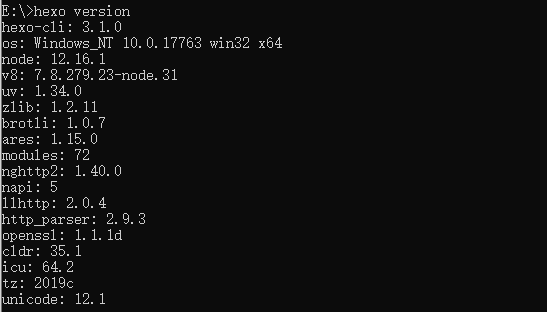 E:\>hexo version
hexo-cli: 3.1.0
os: Windows_NT 10.0.17763 win32 x64
node: 12.16.1
v8: 7.8.279.23-node.31
uv: 1.34.0
zlib: 1.2.11
brotli: 1.0.7
ares: 1.15.0
modules: 72
nghttp2: 1.40.0
napi: 5
llhttp: 2.0.4
http_parser: 2.9.3
openssl: 1.1.1d
cldr: 35.1
icu: 64.2
tz: 2019c
unicode: 12.1